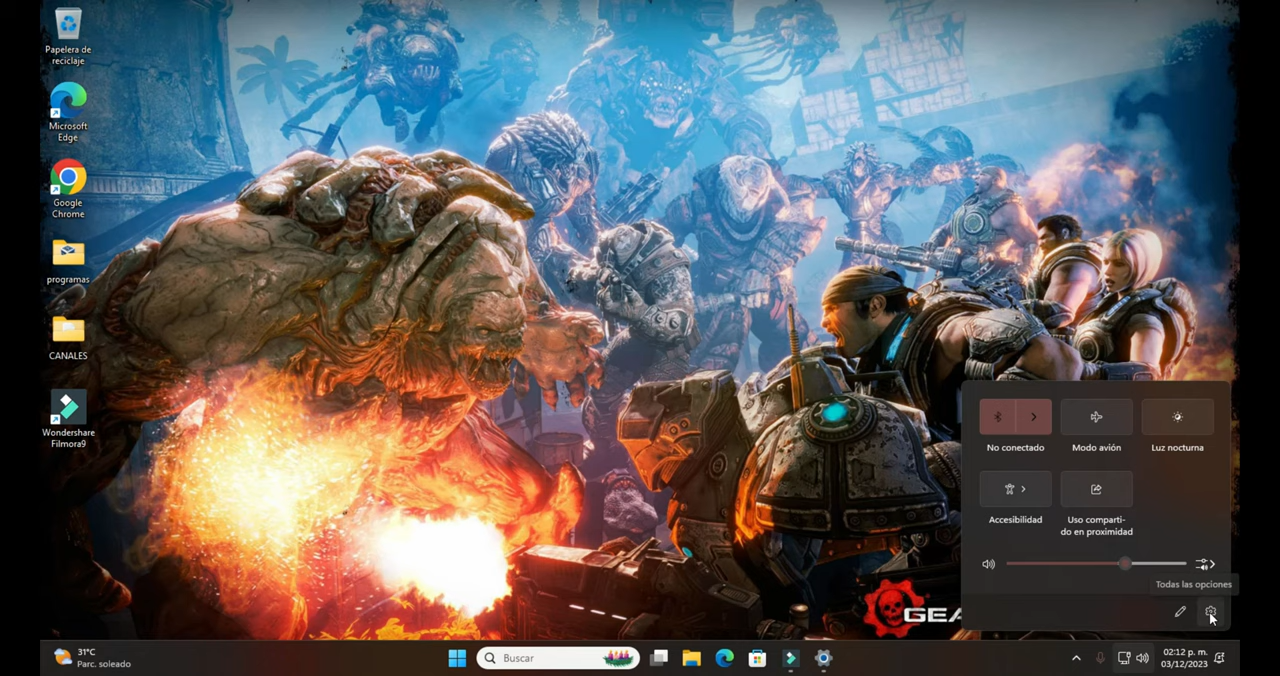 Papelera de
reciclaje
Microsoft
Edge
Google
Chrome
programas
CANALES
Wondershare
Filmora9
No conectado
Modo avión
Luz nocturna
Accesibilidad
Uso comparti-
do en proximidad
Todas las opciones
GEA
31°C
Parc. soleado
Buscar
02:12 p. m.
03/12/2023